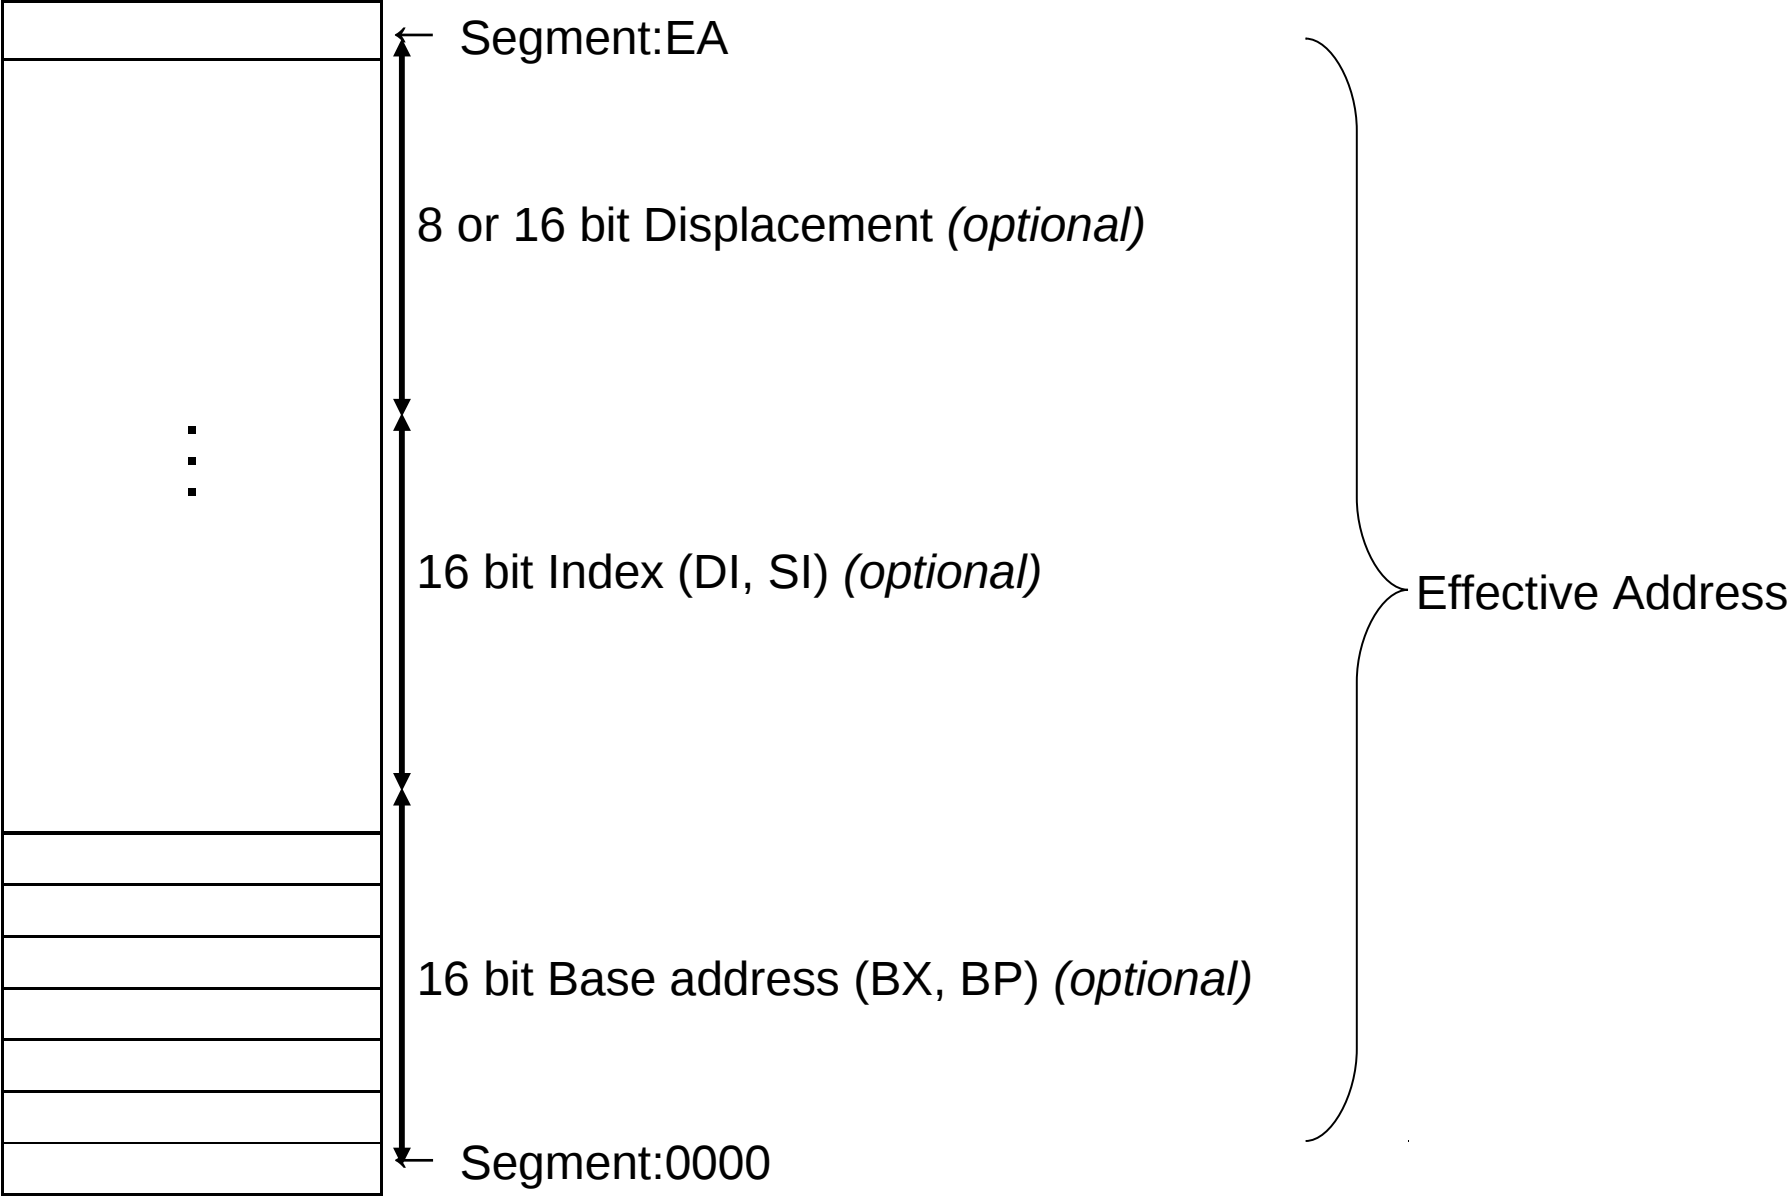 Segment:EA
8 or 16 bit Displacement (optional)
16 bit Index (DI, SI) (optional)
Effective Address
16 bit Base address (BX, BP) (optional)
Segment:0000